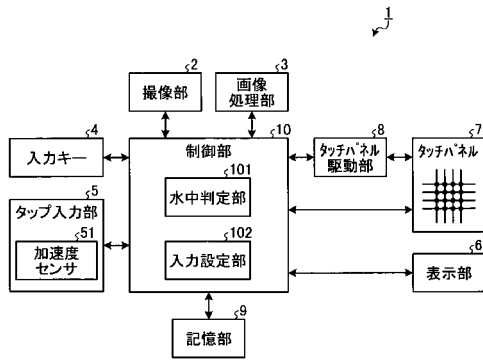 1
2
撮像部
3
画像
処理部
4
入力キー
10
制御部
8
タッチパネル
駆動部
7
タッチパネル
5
タップ入力部
51
加速度
センサ
101
水中判定部
102
入力設定部
6
表示部
9
記憶部